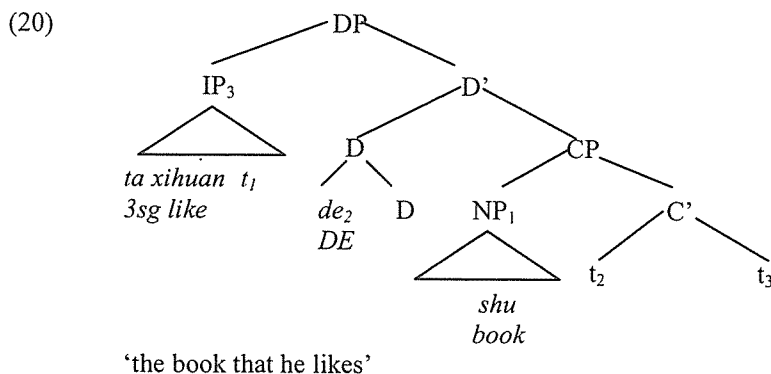 (20) DP
IP₃ D’
D CP
ta xihuan t₁ de₂ D NP₁ C’
3sg like DE
t₂ t₃
shu
book
‘the book that he likes’